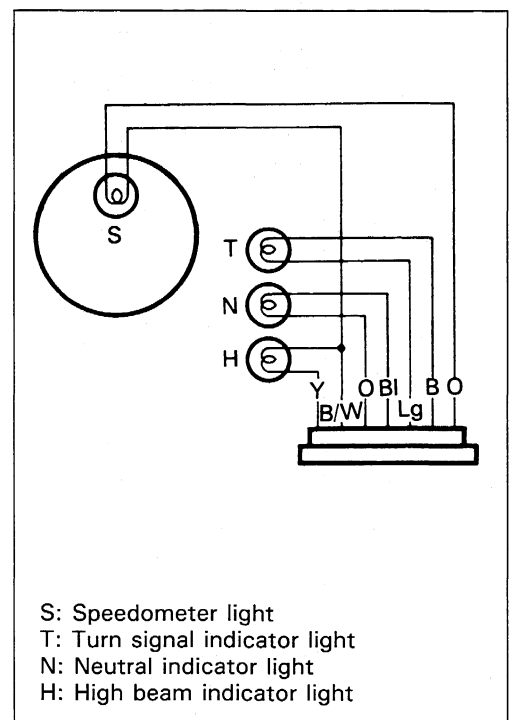 S
T
N
H
Y
B/W
O
Bl
Lg
B
O
S: Speedometer light
T: Turn signal indicator light
N: Neutral indicator light
H: High beam indicator light